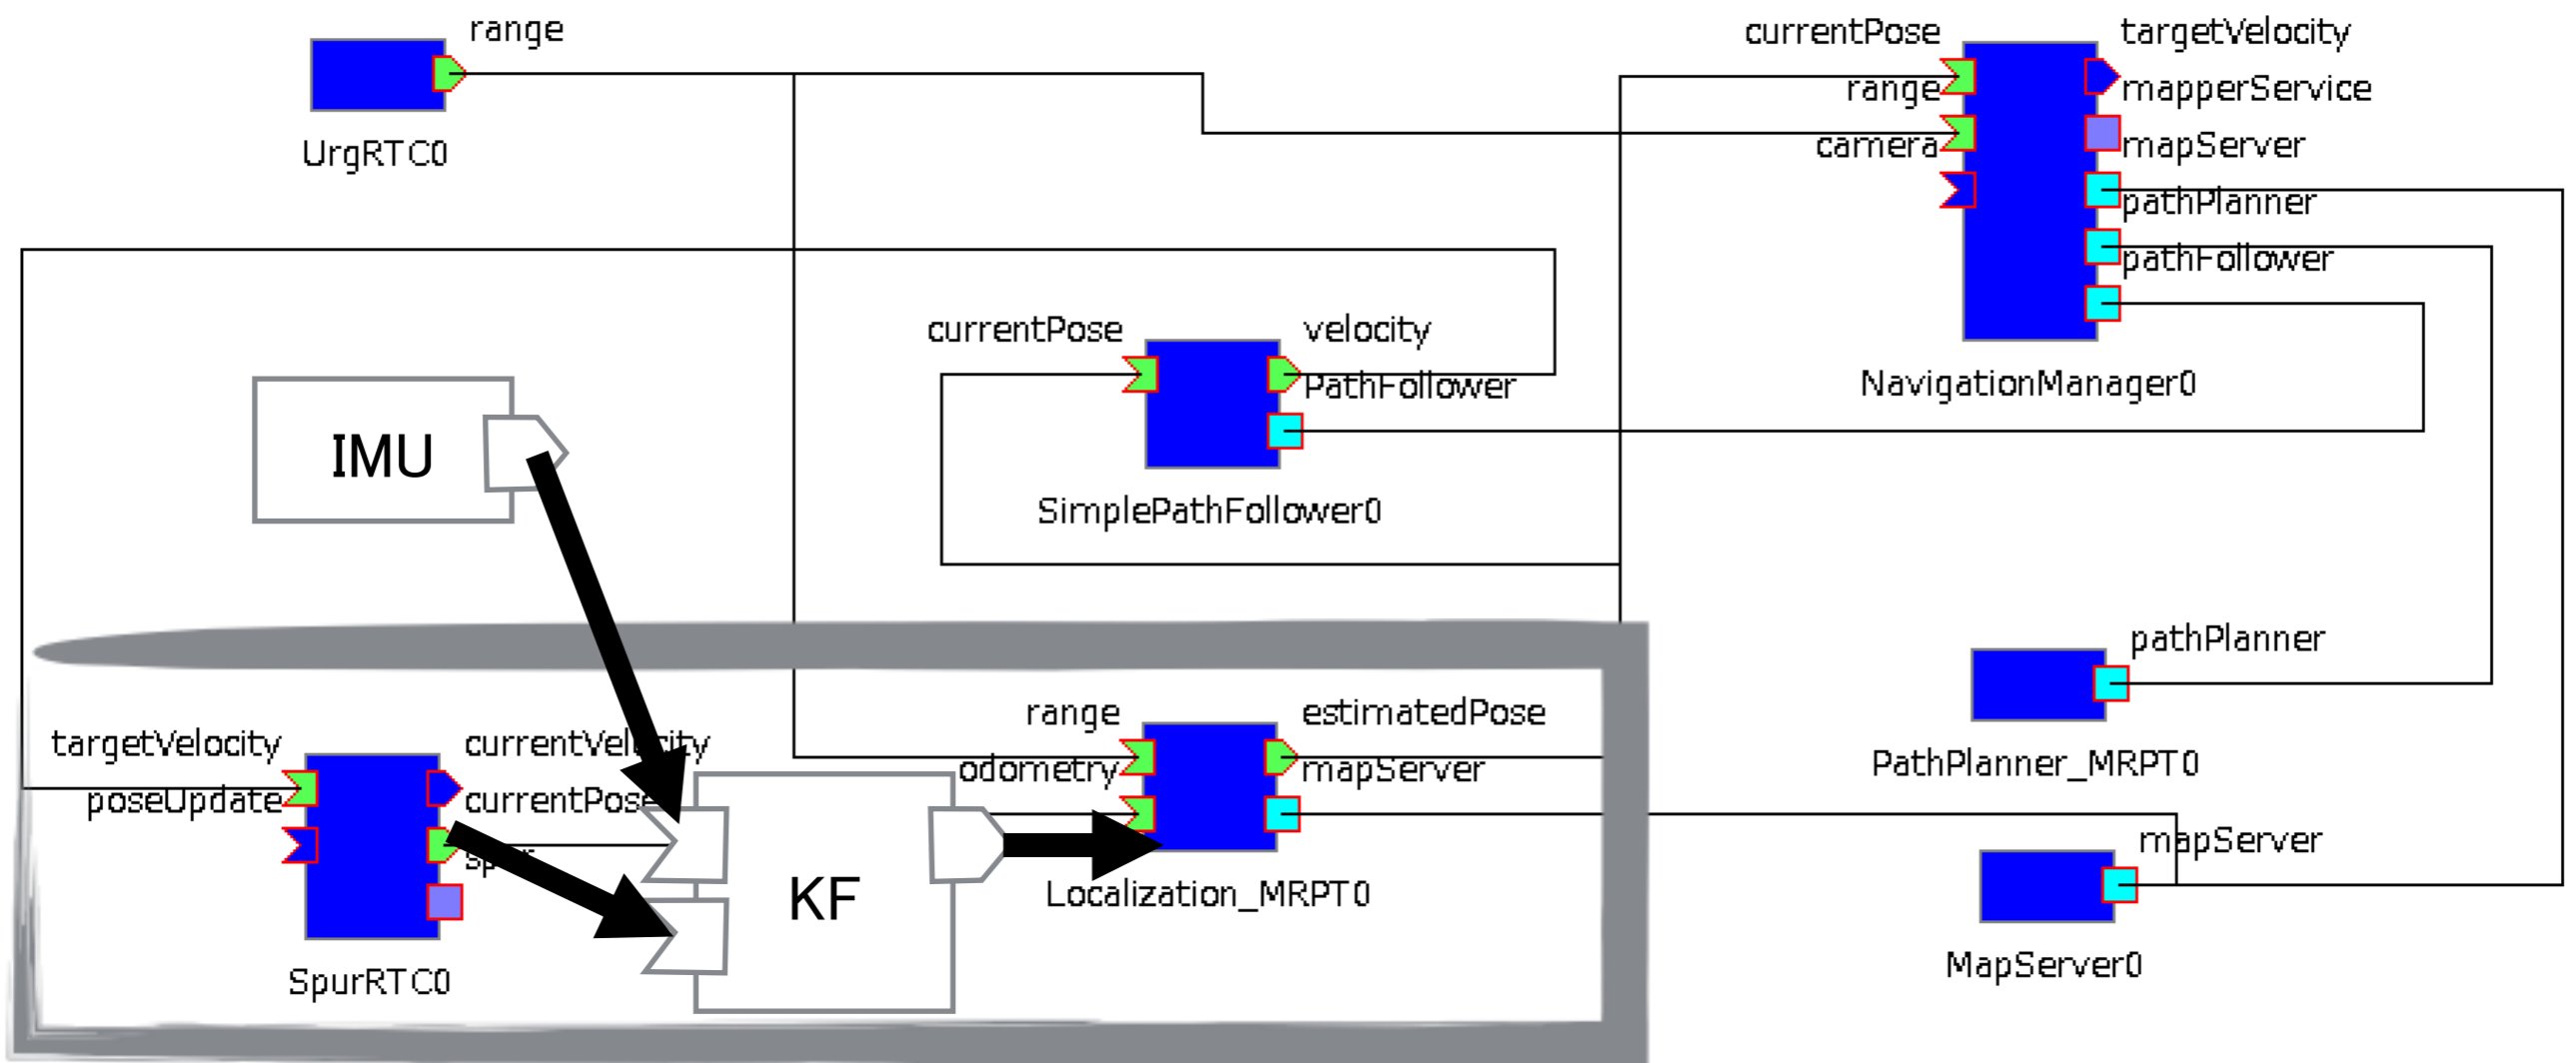 range
UrgRTC0
currentPose
range
camera
targetVelocity
mapperService
mapServer
pathPlanner
pathFollower
NavigationManager0
currentPose
velocity
PathFollower
SimplePathFollower0
IMU
pathPlanner
PathPlanner_MRPT0
targetVelocity
poseUpdate
currentVelocity
currentPose
spur
SpurRTC0
KF
range
odometry
estimatedPose
mapServer
Localization_MRPT0
mapServer
MapServer0